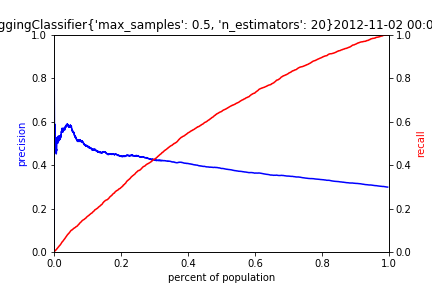 ggingClassifier{'max_samples': 0.5, 'n_estimators': 20}2012-11-02 00:0
1.0 1.0
0.8 0.8
0.6 0.6
precision recall
0.4 0.4
0.2 0.2
0.0 0.0
0.0 0.2 0.4 0.6 0.8 1.0
percent of population